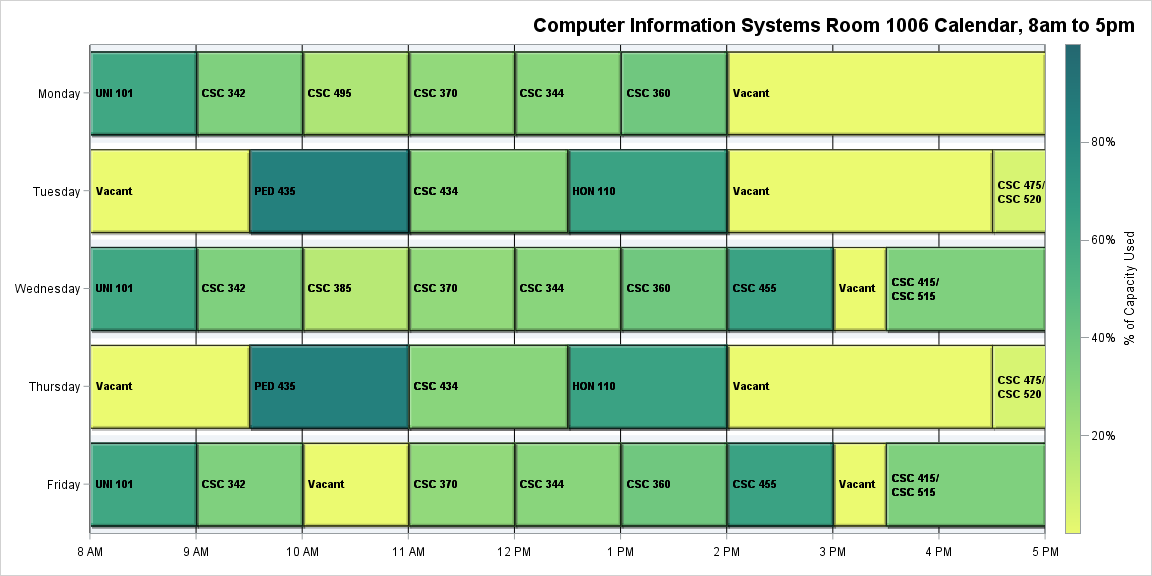 Computer Information Systems Room 1006 Calendar, 8am to 5pm
Monday
UNI 101
CSC 342
CSC 495
CSC 370
CSC 344
CSC 360
Vacant
Tuesday
Vacant
PED 435
CSC 434
HON 110
Vacant
CSC 475/
CSC 520
Wednesday
UNI 101
CSC 342
CSC 385
CSC 370
CSC 344
CSC 360
CSC 455
Vacant
CSC 415/
CSC 515
Thursday
Vacant
PED 435
CSC 434
HON 110
Vacant
CSC 475/
CSC 520
Friday
UNI 101
CSC 342
Vacant
CSC 370
CSC 344
CSC 360
CSC 455
Vacant
CSC 415/
CSC 515
8 AM
9 AM
10 AM
11 AM
12 PM
1 PM
2 PM
3 PM
4 PM
5 PM
80%
60%
40%
20%
% of Capacity Used